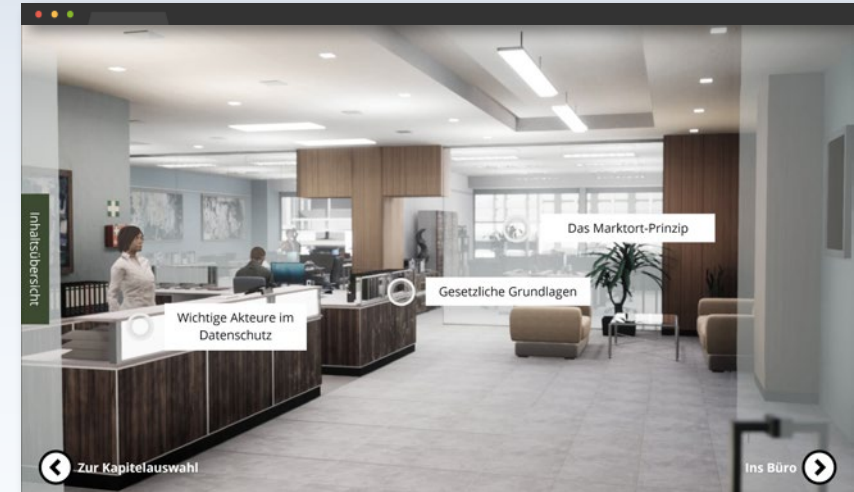 Inhaltsübersicht
Das Marktort-Prinzip
Gesetzliche Grundlagen
Wichtige Akteure im
Datenschutz
Zur Kapitelauswahl
Ins Büro